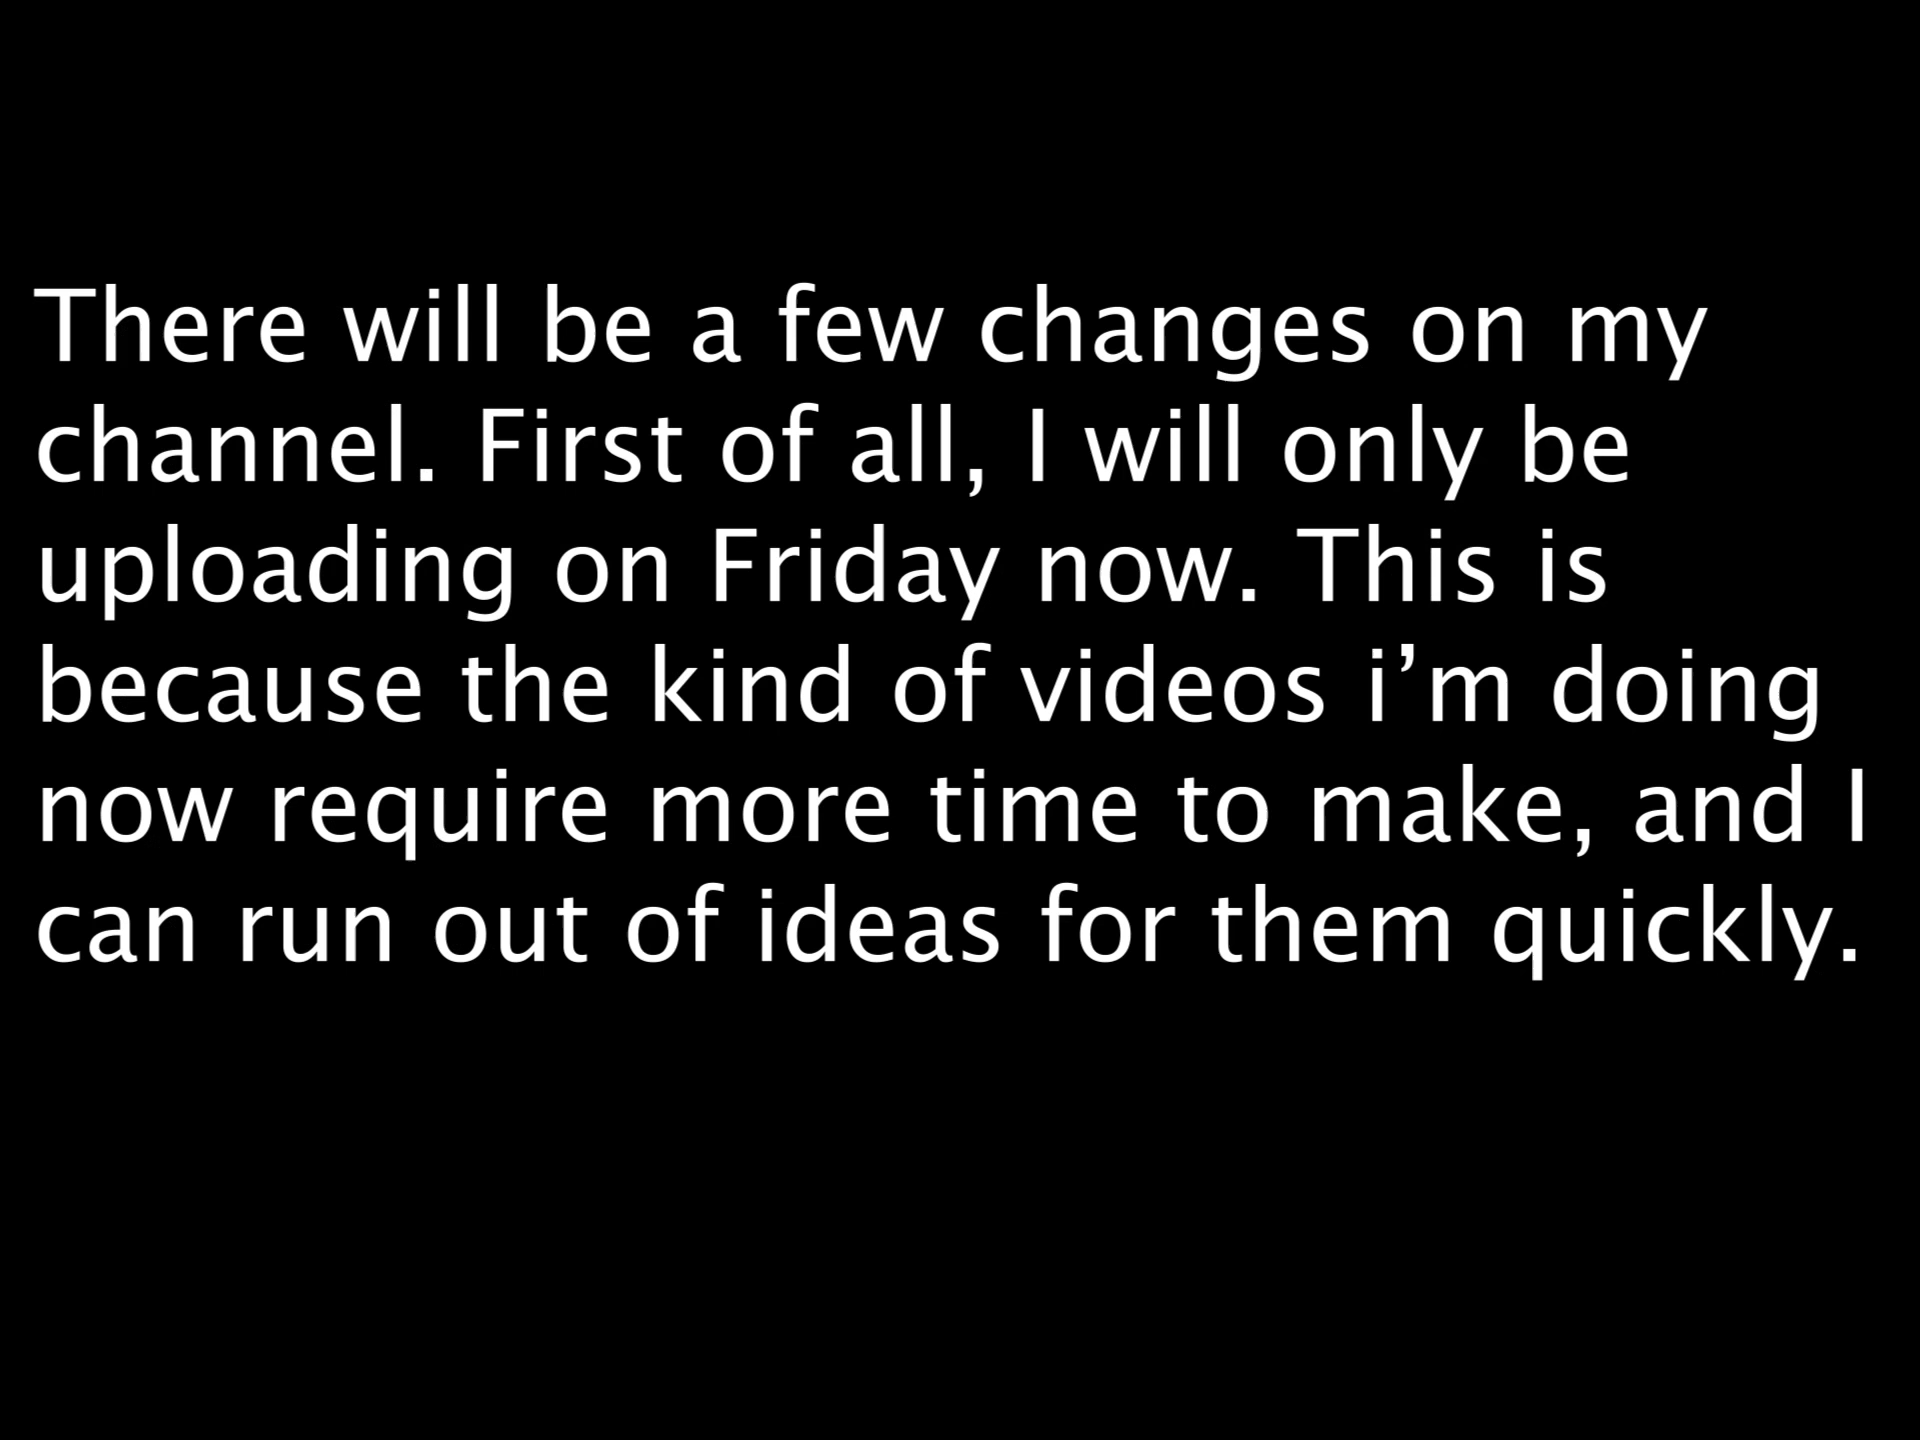 There will be a few changes on my
channel. First of all, I will only be
uploading on Friday now. This is
because the kind of videos i’m doing
now require more time to make, and I
can run out of ideas for them quickly.